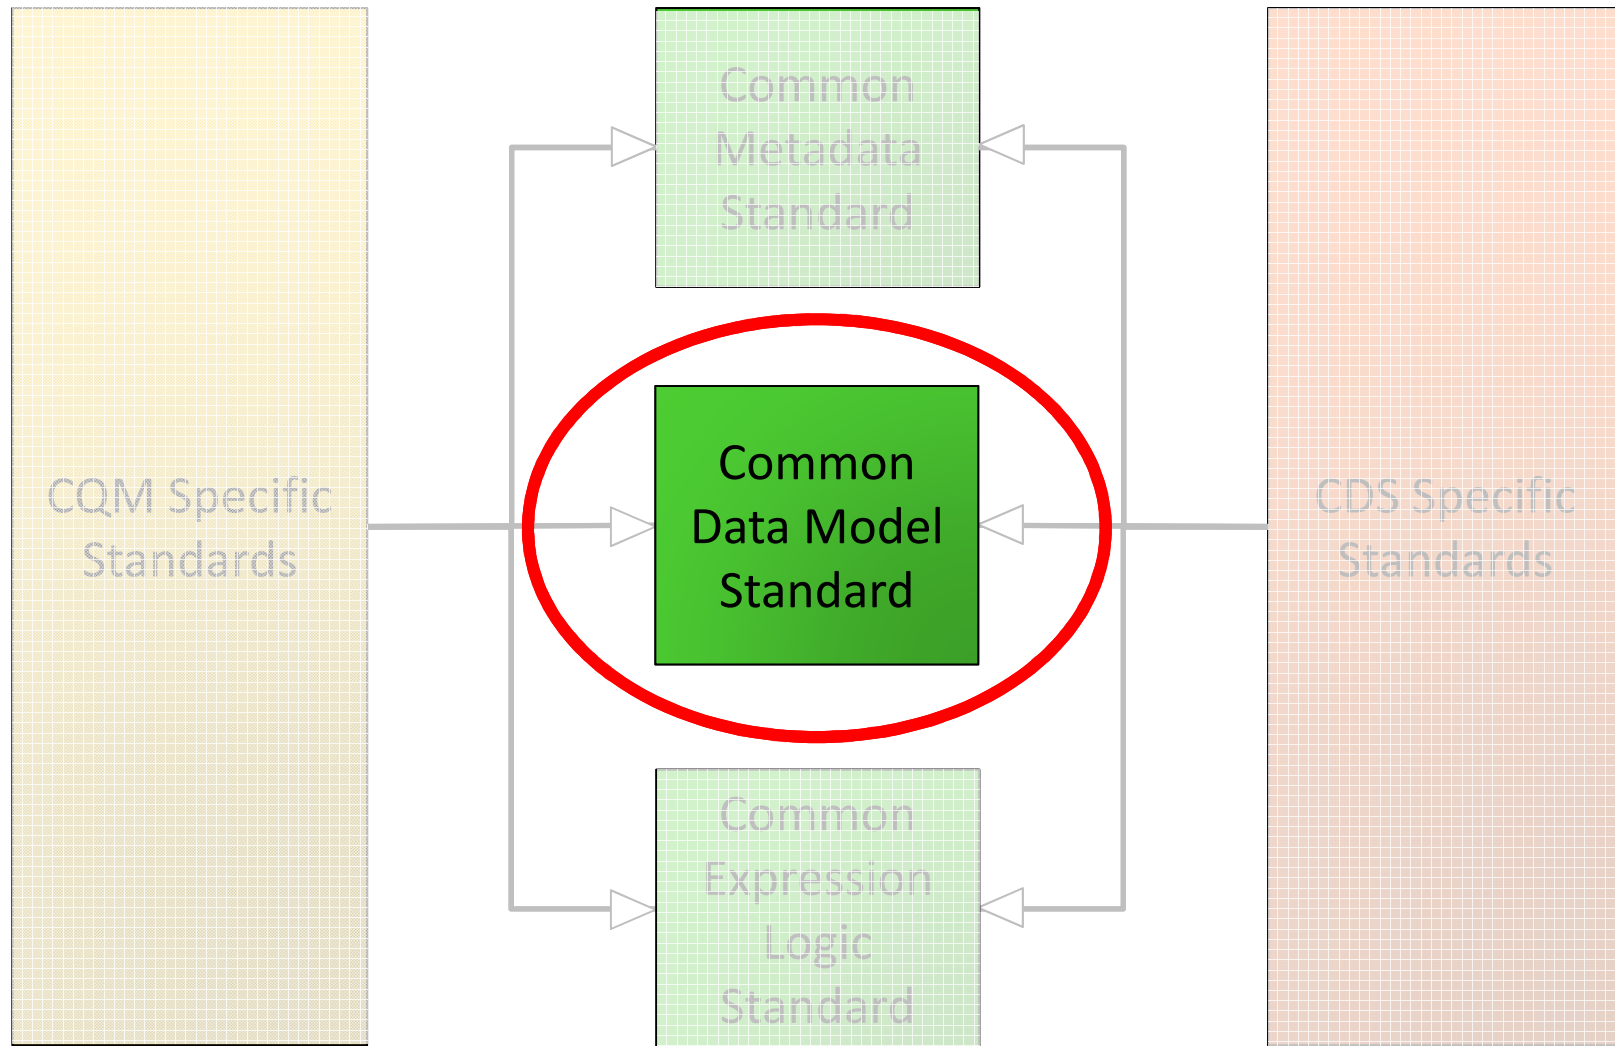 Common
Metadata
Standard
CQM Specific
Standards
Common
Data Model
Standard
CDS Specific
Standards
Common
Expression
Logic
Standard